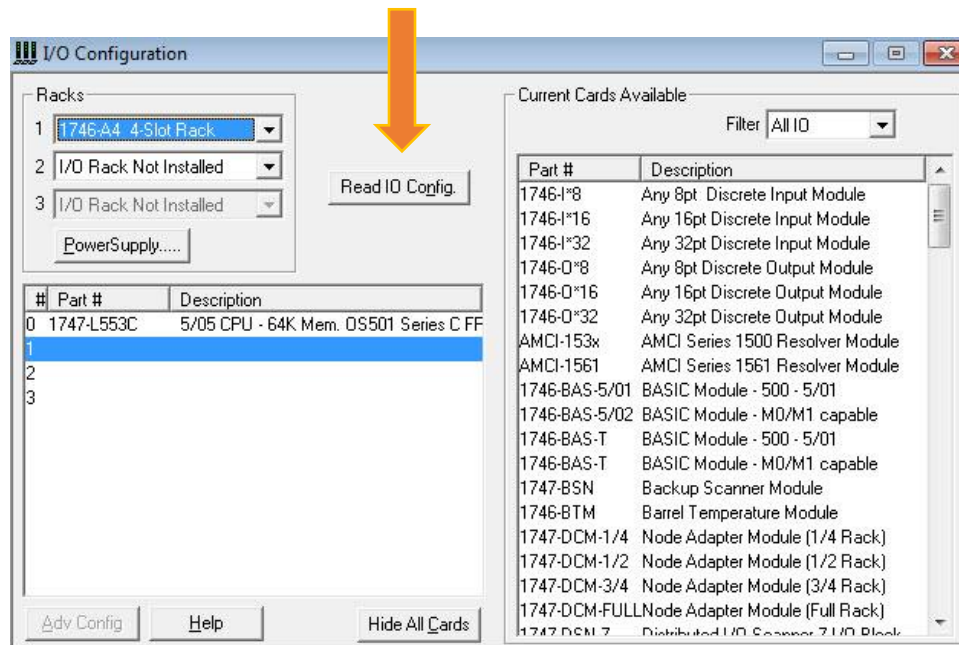 I/O Configuration
Racks
1 1746-A4 4-Slot Rack
2 I/O Rack Not Installed
3 I/O Rack Not Installed
PowerSupply.....
Read IO Config.
# Part # Description
0 1747-L553C 5/05 CPU - 64K Mem. OS501 Series C FF
1
2
3
Adv Config Help Hide All Cards
Current Cards Available
Filter All IO
Part # Description
1746-I*8 Any 8pt Discrete Input Module
1746-I*16 Any 16pt Discrete Input Module
1746-I*32 Any 32pt Discrete Input Module
1746-O*8 Any 8pt Discrete Output Module
1746-O*16 Any 16pt Discrete Output Module
1746-O*32 Any 32pt Discrete Output Module
AMCI-153x AMCI Series 1500 Resolver Module
AMCI-1561 AMCI Series 1561 Resolver Module
1746-BAS-5/01 BASIC Module - 500 - 5/01
1746-BAS-5/02 BASIC Module - M0/M1 capable
1746-BAS-T BASIC Module - 500 - 5/01
1746-BAS-T BASIC Module - M0/M1 capable
1747-BSN Backup Scanner Module
1746-BTM Barrel Temperature Module
1747-DCM-1/4 Node Adapter Module (1/4 Rack)
1747-DCM-1/2 Node Adapter Module (1/2 Rack)
1747-DCM-3/4 Node Adapter Module (3/4 Rack)
1747-DCM-FULL Node Adapter Module (Full Rack)
1747-DSN-7 Distributed I/O Scanner 7 I/O Block